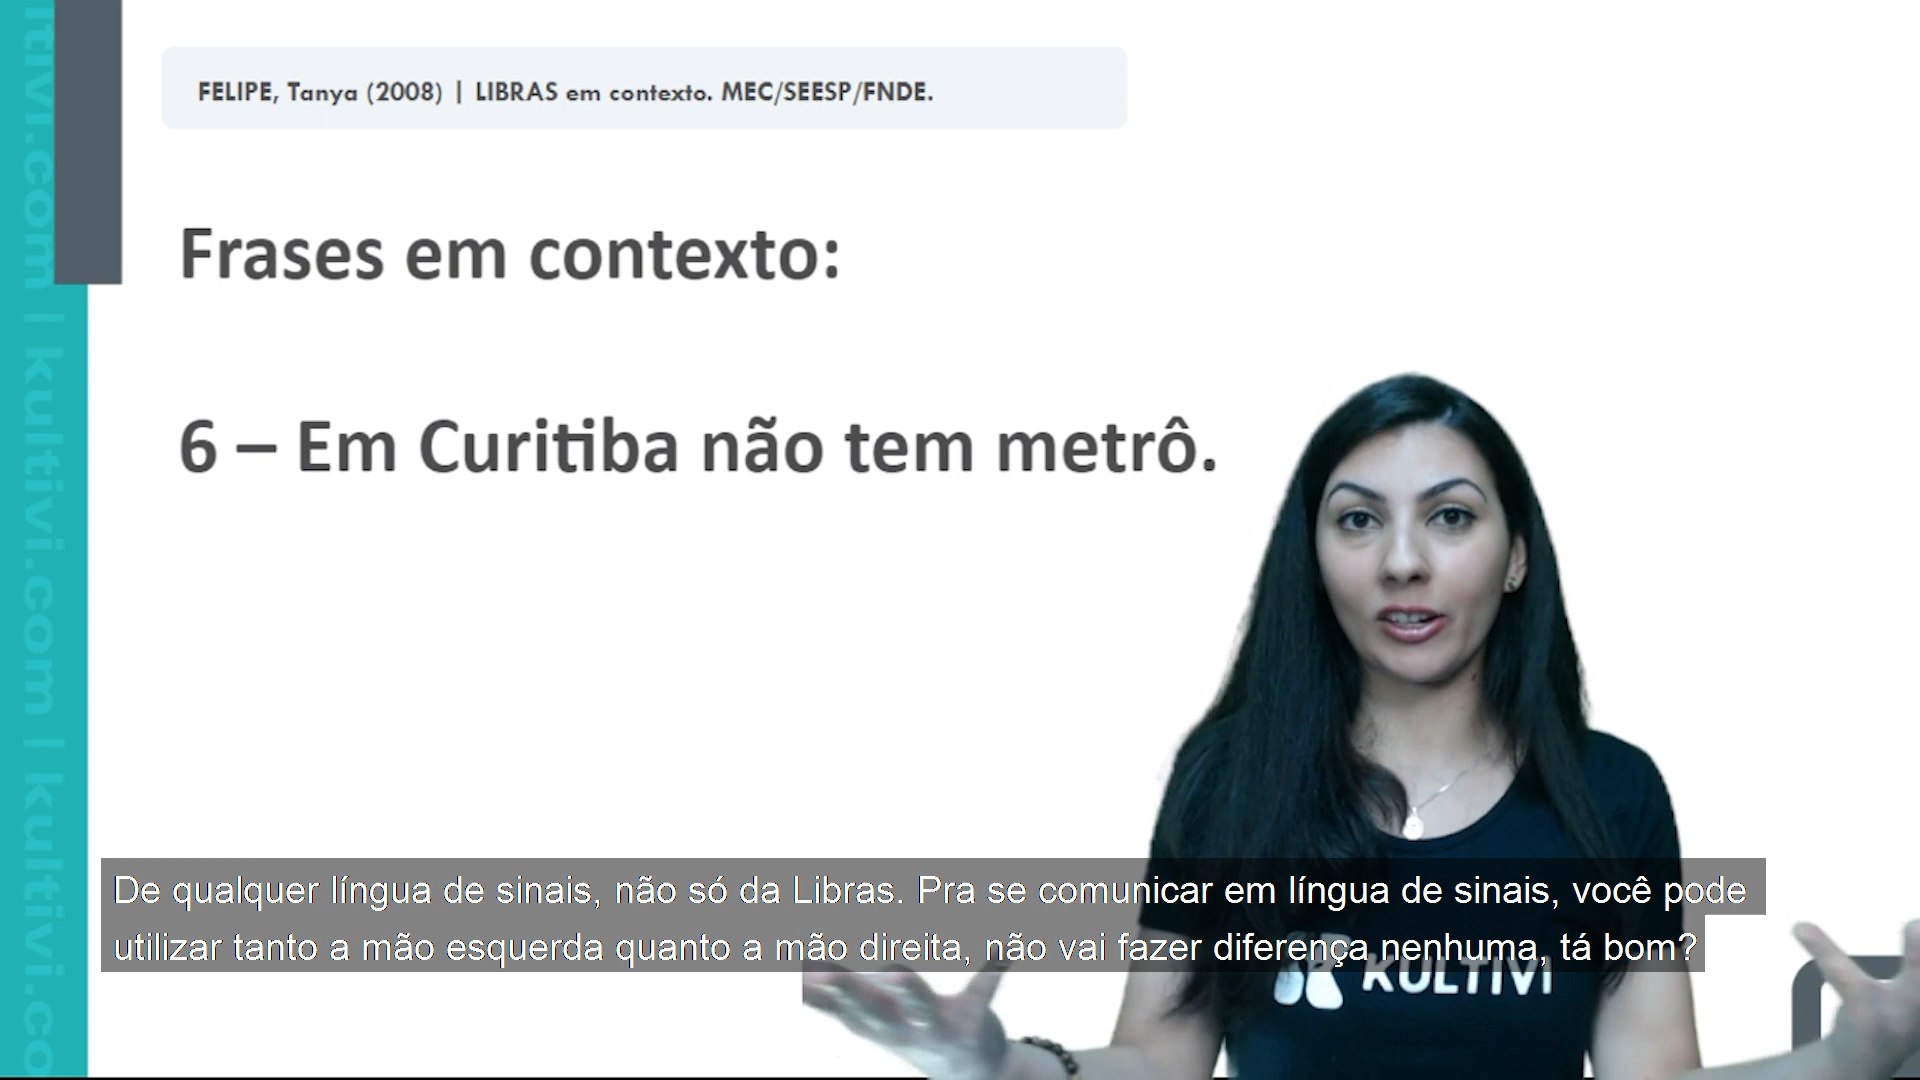 FELIPE, Tanya (2008) | LIBRAS em contexto. MEC/SEESP/FNDE.
Frases em contexto:
6 – Em Curitiba não tem metrô.
De qualquer língua de sinais, não só da Libras. Pra se comunicar em língua de sinais, você pode
utilizar tanto a mão esquerda quanto a mão direita, não vai fazer diferença nenhuma, tá bom?
KULTIVI
tivi.com | kultivi.com | kultivi.co